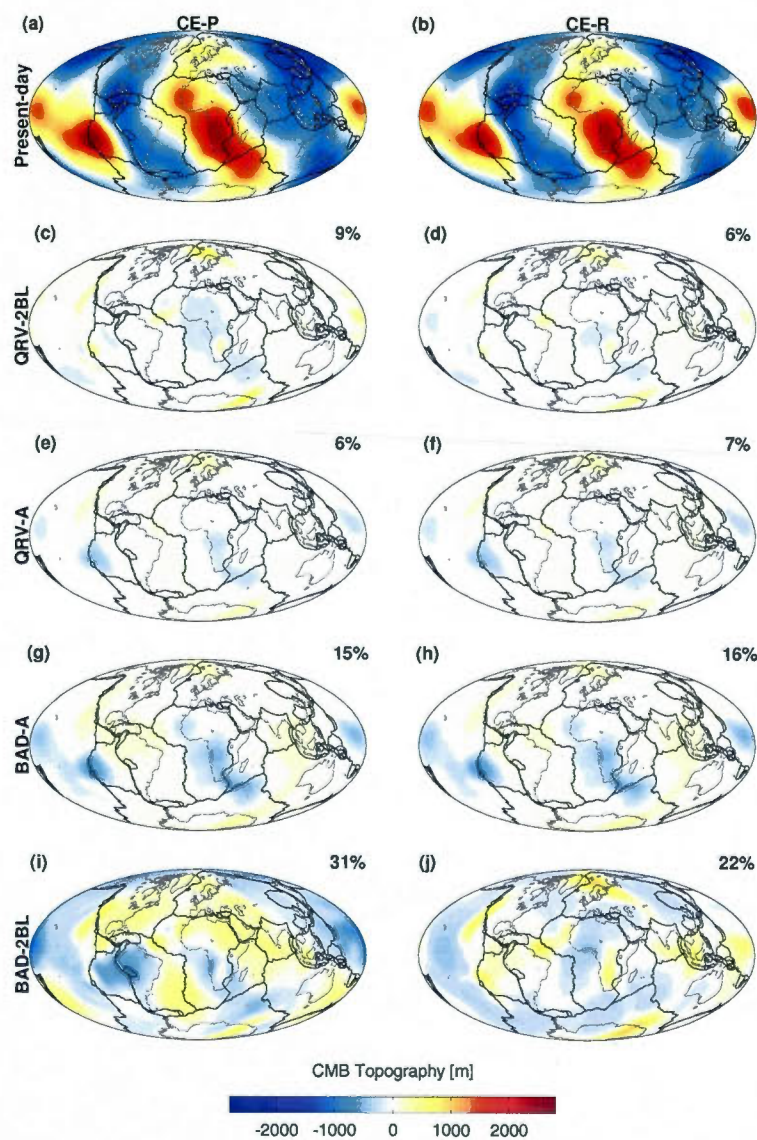 (a) CE-P
(b) CE-R
Present-day
(c) 9%
(d) 6%
QRV-2BL
(e) 6%
(f) 7%
QRV-A
(g) 15%
(h) 16%
BAD-A
(i) 31%
(j) 22%
BAD-2BL
CMB Topography [m]
-2000 -1000 0 1000 2000